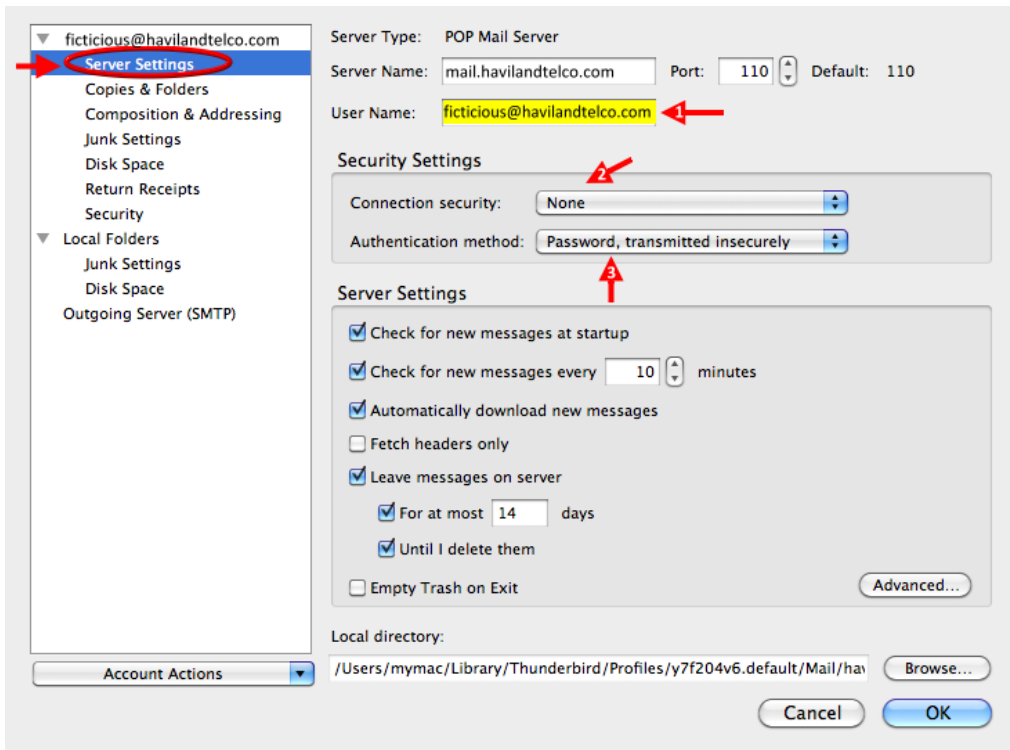 ficticious@havilandtelco.com
Server Settings
Copies & Folders
Composition & Addressing
Junk Settings
Disk Space
Return Receipts
Security
Local Folders
Junk Settings
Disk Space
Outgoing Server (SMTP)
Account Actions
Server Type: POP Mail Server
Server Name: mail.havilandtelco.com Port: 110 Default: 110
User Name: ficticious@havilandtelco.com 1
Security Settings
2
Connection security: None
Authentication method: Password, transmitted insecurely
3
Server Settings
Check for new messages at startup
Check for new messages every 10 minutes
Automatically download new messages
Fetch headers only
Leave messages on server
For at most 14 days
Until I delete them
Empty Trash on Exit Advanced...
Local directory:
/Users/mymac/Library/Thunderbird/Profiles/y7f204v6.default/Mail/hav Browse...
Cancel OK